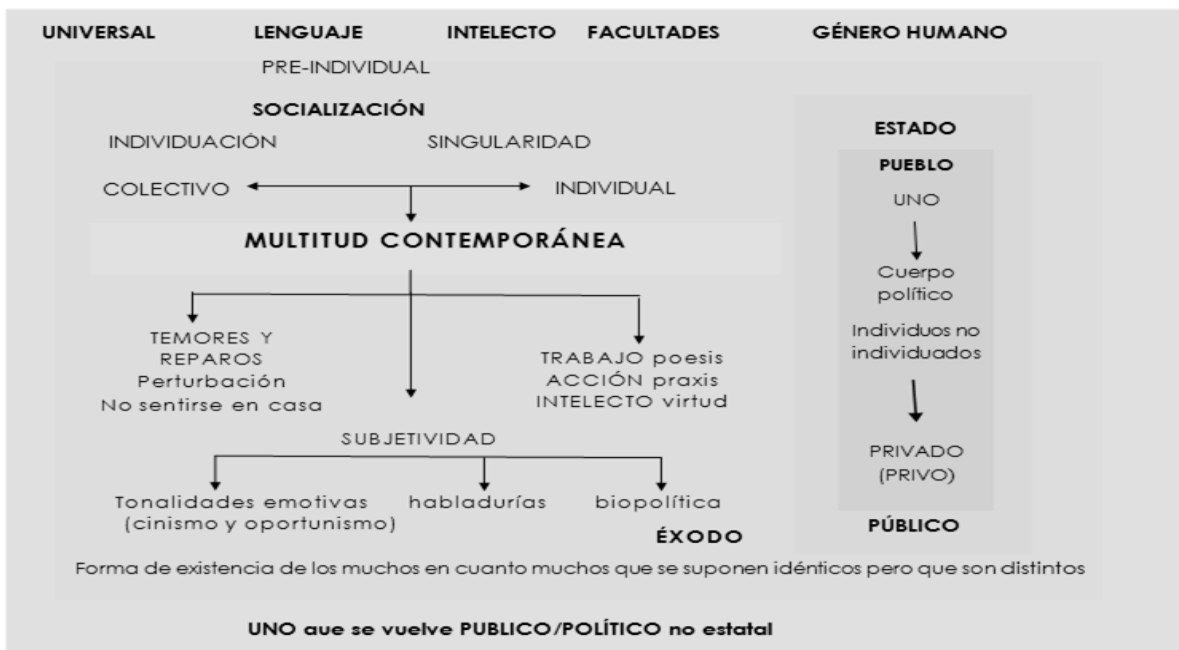 UNIVERSAL LENGUAJE INTELECTO FACULTADES GÉNERO HUMANO
PRE-INDIVIDUAL
SOCIALIZACIÓN
INDIVIDUACIÓN SINGULARIDAD
COLECTIVO INDIVIDUAL
MULTITUD CONTEMPORÁNEA
TEMORES Y
REPAROS
Perturbación
No sentirse en casa
TRABAJO poesis
ACCIÓN praxis
INTELECTO virtud
SUBJETIVIDAD
Tonalidades emotivas
(cinismo y oportunismo)
habladurías
biopolítica
ÉXODO
ESTADO
PUEBLO
UNO
Cuerpo
político
Individuos no
individuados
PRIVADO
(PRIVO)
PÚBLICO
Forma de existencia de los muchos en cuanto muchos que se suponen idénticos pero que son distintos
UNO aue se vuelve PUBLICO/POLÍTICO no estatal